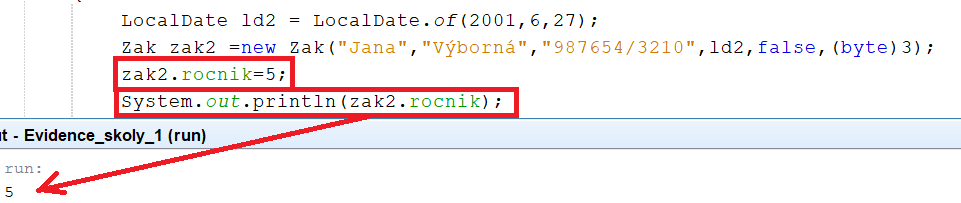 LocalDate ld2 = LocalDate.of(2001,6,27);
Zak zak2 =new Zak("Jana","Výborná","987654/3210",ld2,false,(byte)3);
zak2.rocnik=5;
System.out.println(zak2.rocnik);
ut - Evidence_skoly_1 (run)
run:
5